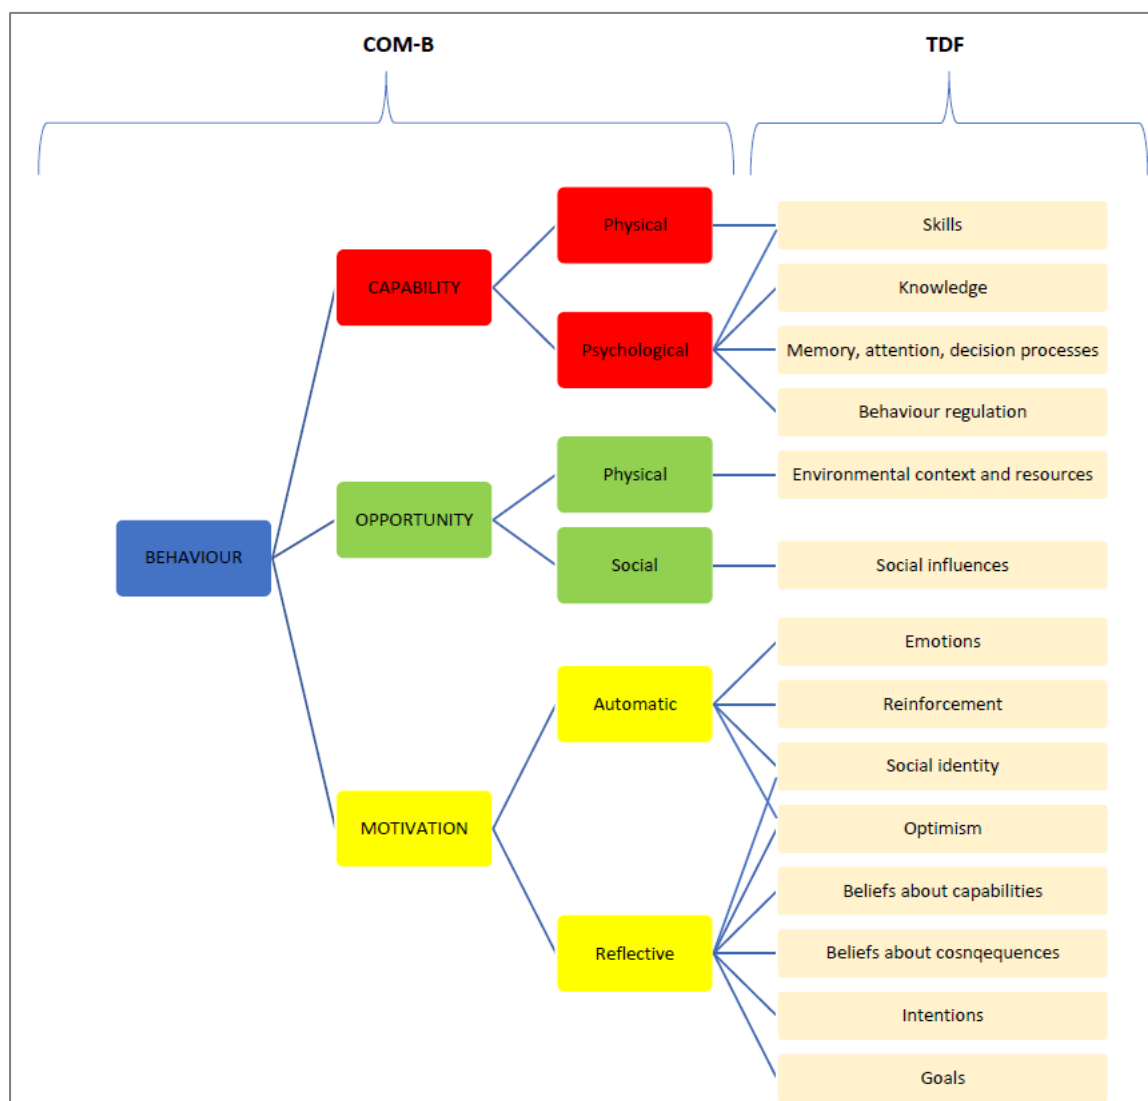 COM-B
TDF
Physical
Skills
CAPABILITY
Knowledge
Psychological
Memory, attention, decision processes
Behaviour regulation
Physical
Environmental context and resources
OPPORTUNITY
BEHAVIOUR
Social
Social influences
Emotions
Automatic
Reinforcement
Social identity
MOTIVATION
Optimism
Beliefs about capabilities
Reflective
Beliefs about cosnqequences
Intentions
Goals